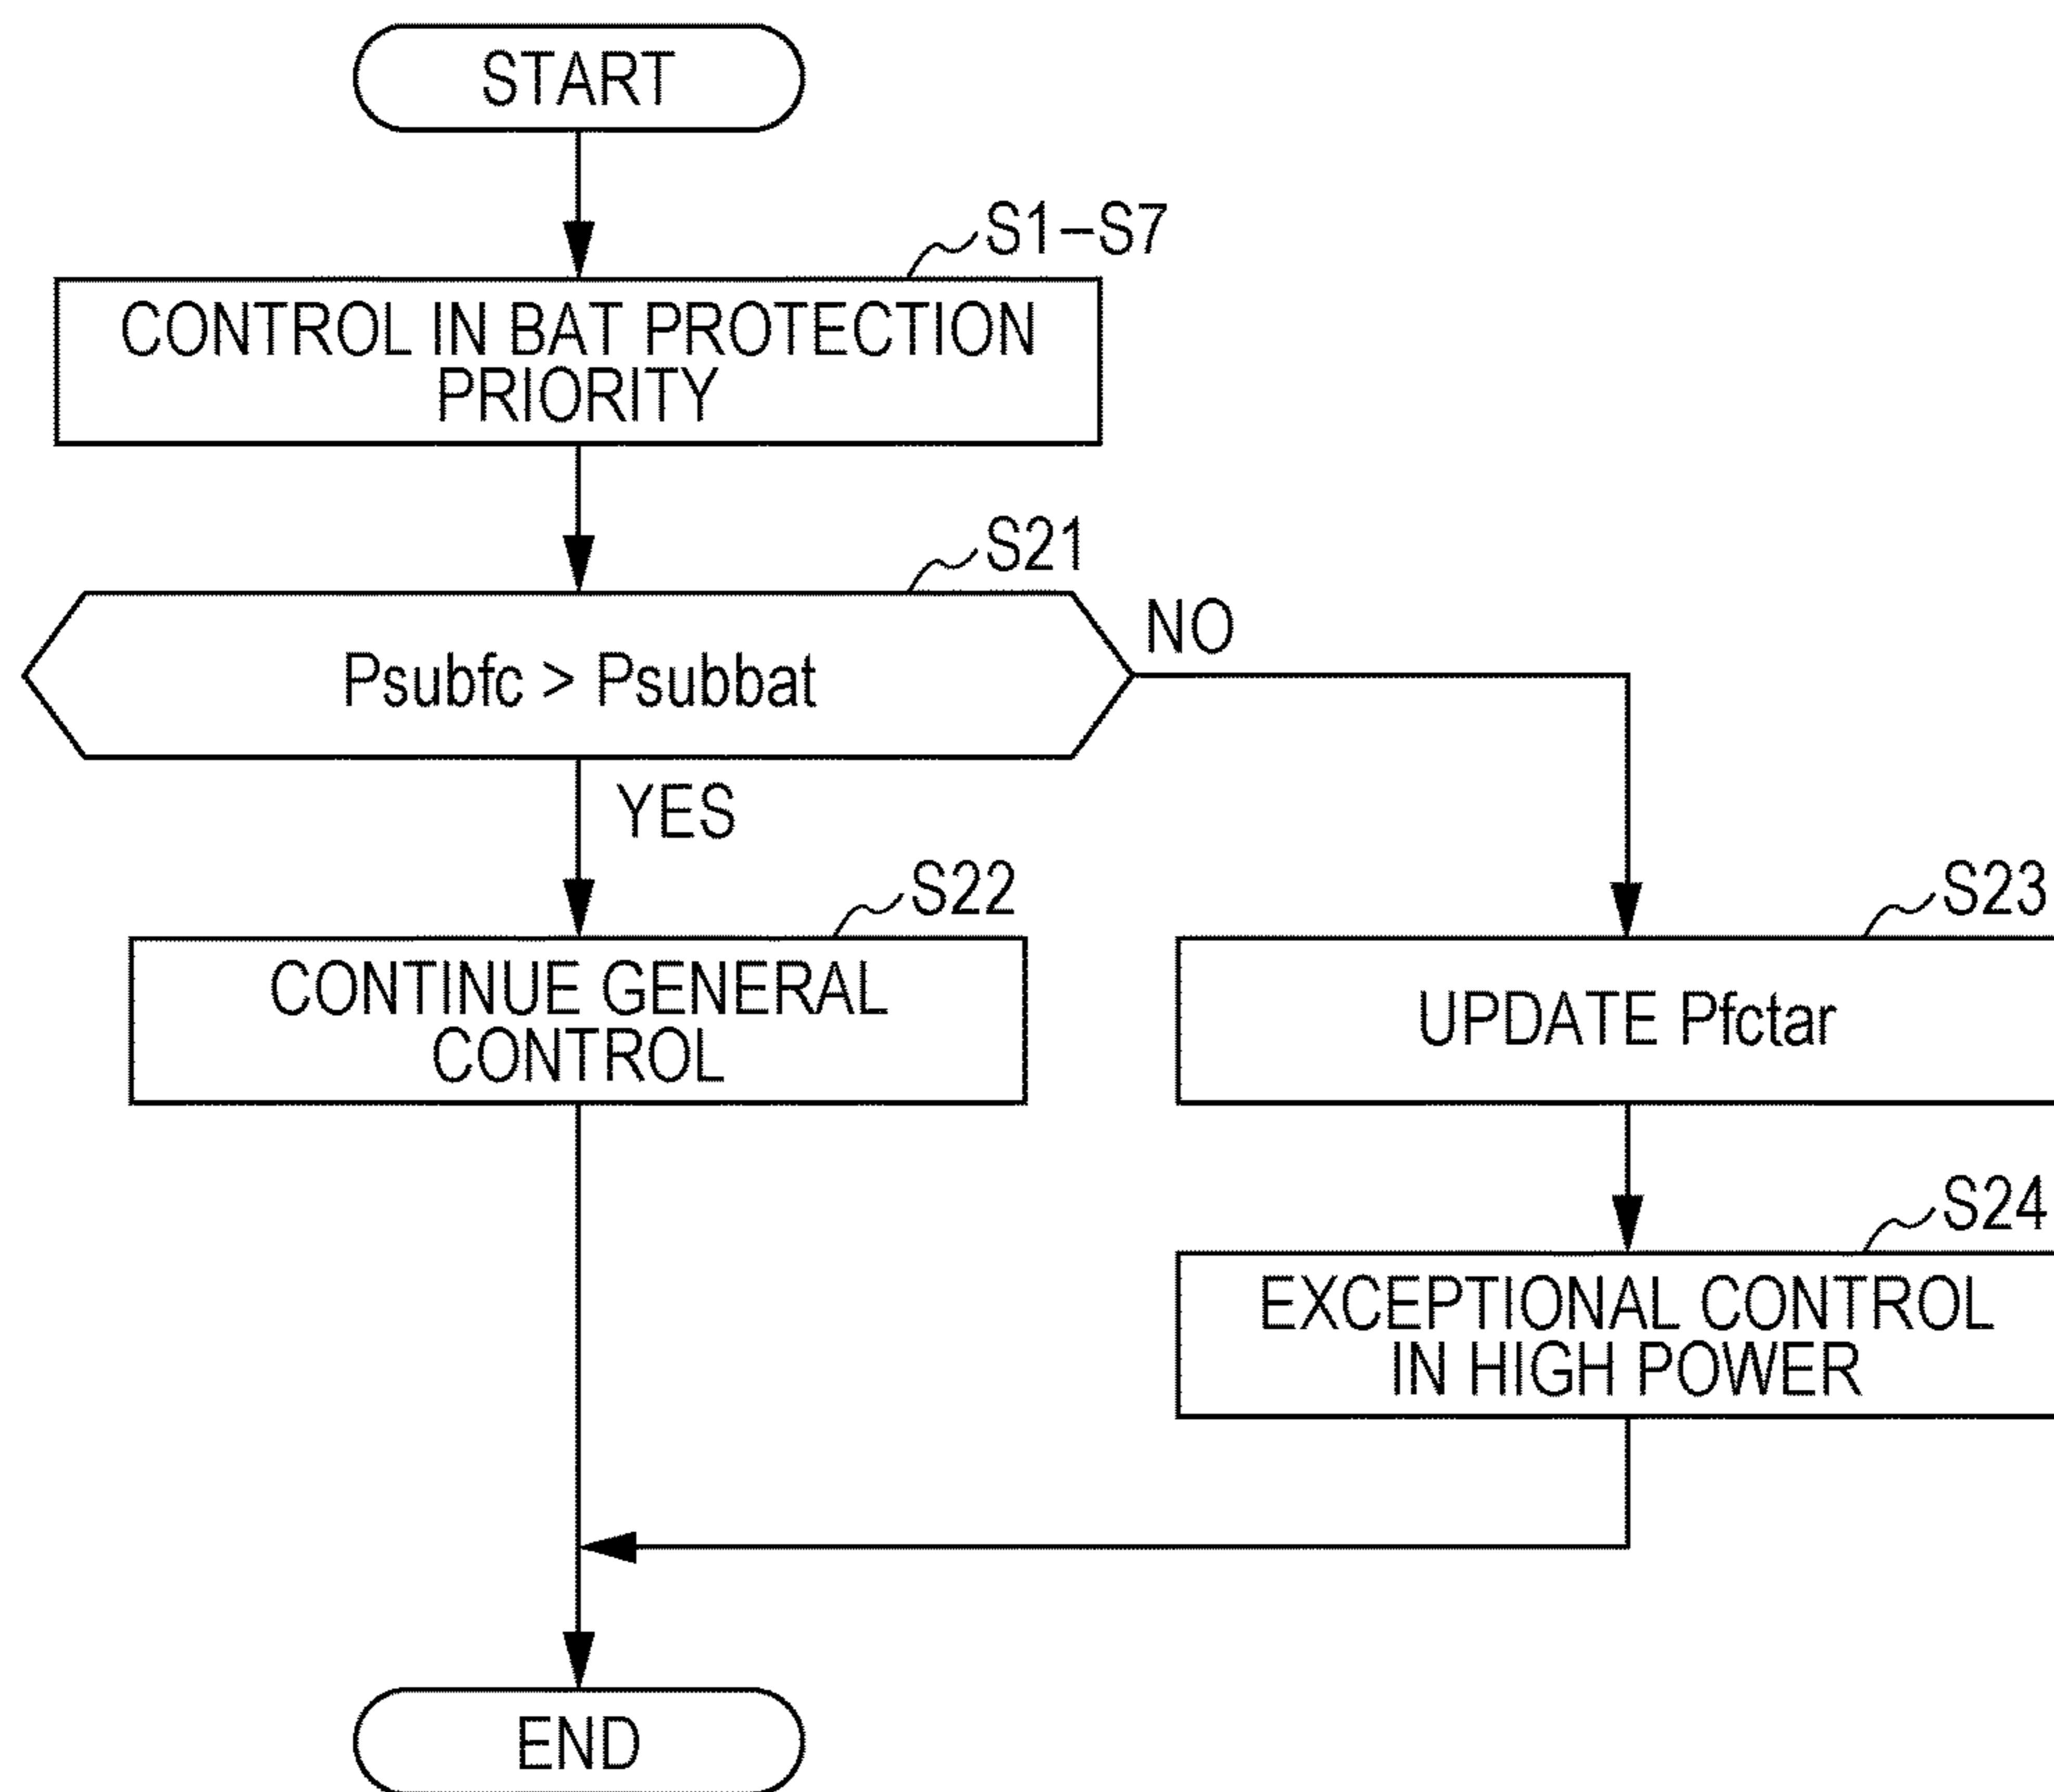 START
S1–S7
CONTROL IN BAT PROTECTION
PRIORITY
S21
Psubfc > Psubbat
NO
YES
S22
CONTINUE GENERAL
CONTROL
S23
UPDATE Pfctar
S24
EXCEPTIONAL CONTROL
IN HIGH POWER
END